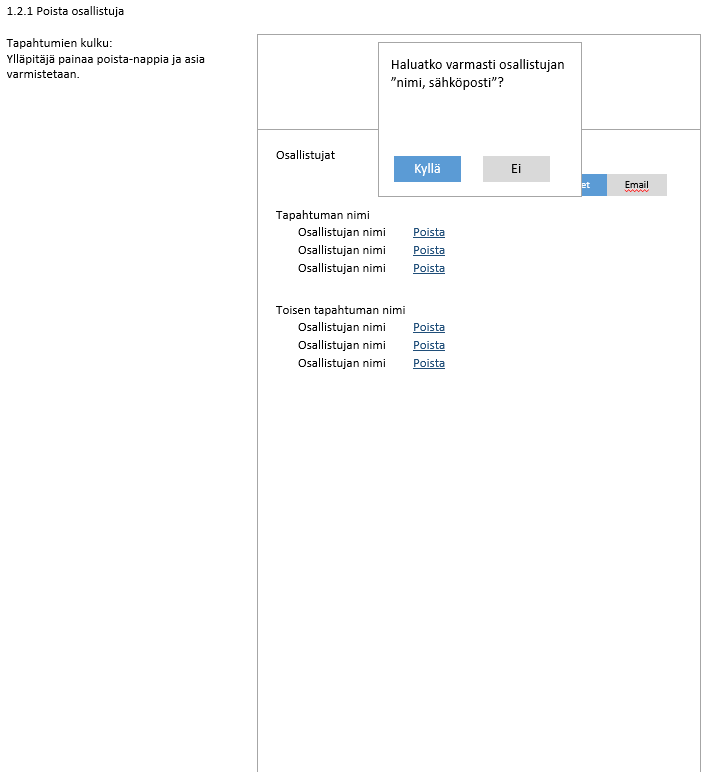 1.2.1 Poista osallistuja
Tapahtumien kulku:
Ylläpitäjä painaa poista-nappia ja asia
varmistetaan.
Haluatko varmasti osallistujan
”nimi, sähköposti”?
Kyllä
Ei
Osallistujat
et
Email
Tapahtuman nimi
Osallistujan nimi Poista
Osallistujan nimi Poista
Osallistujan nimi Poista
Toisen tapahtuman nimi
Osallistujan nimi Poista
Osallistujan nimi Poista
Osallistujan nimi Poista